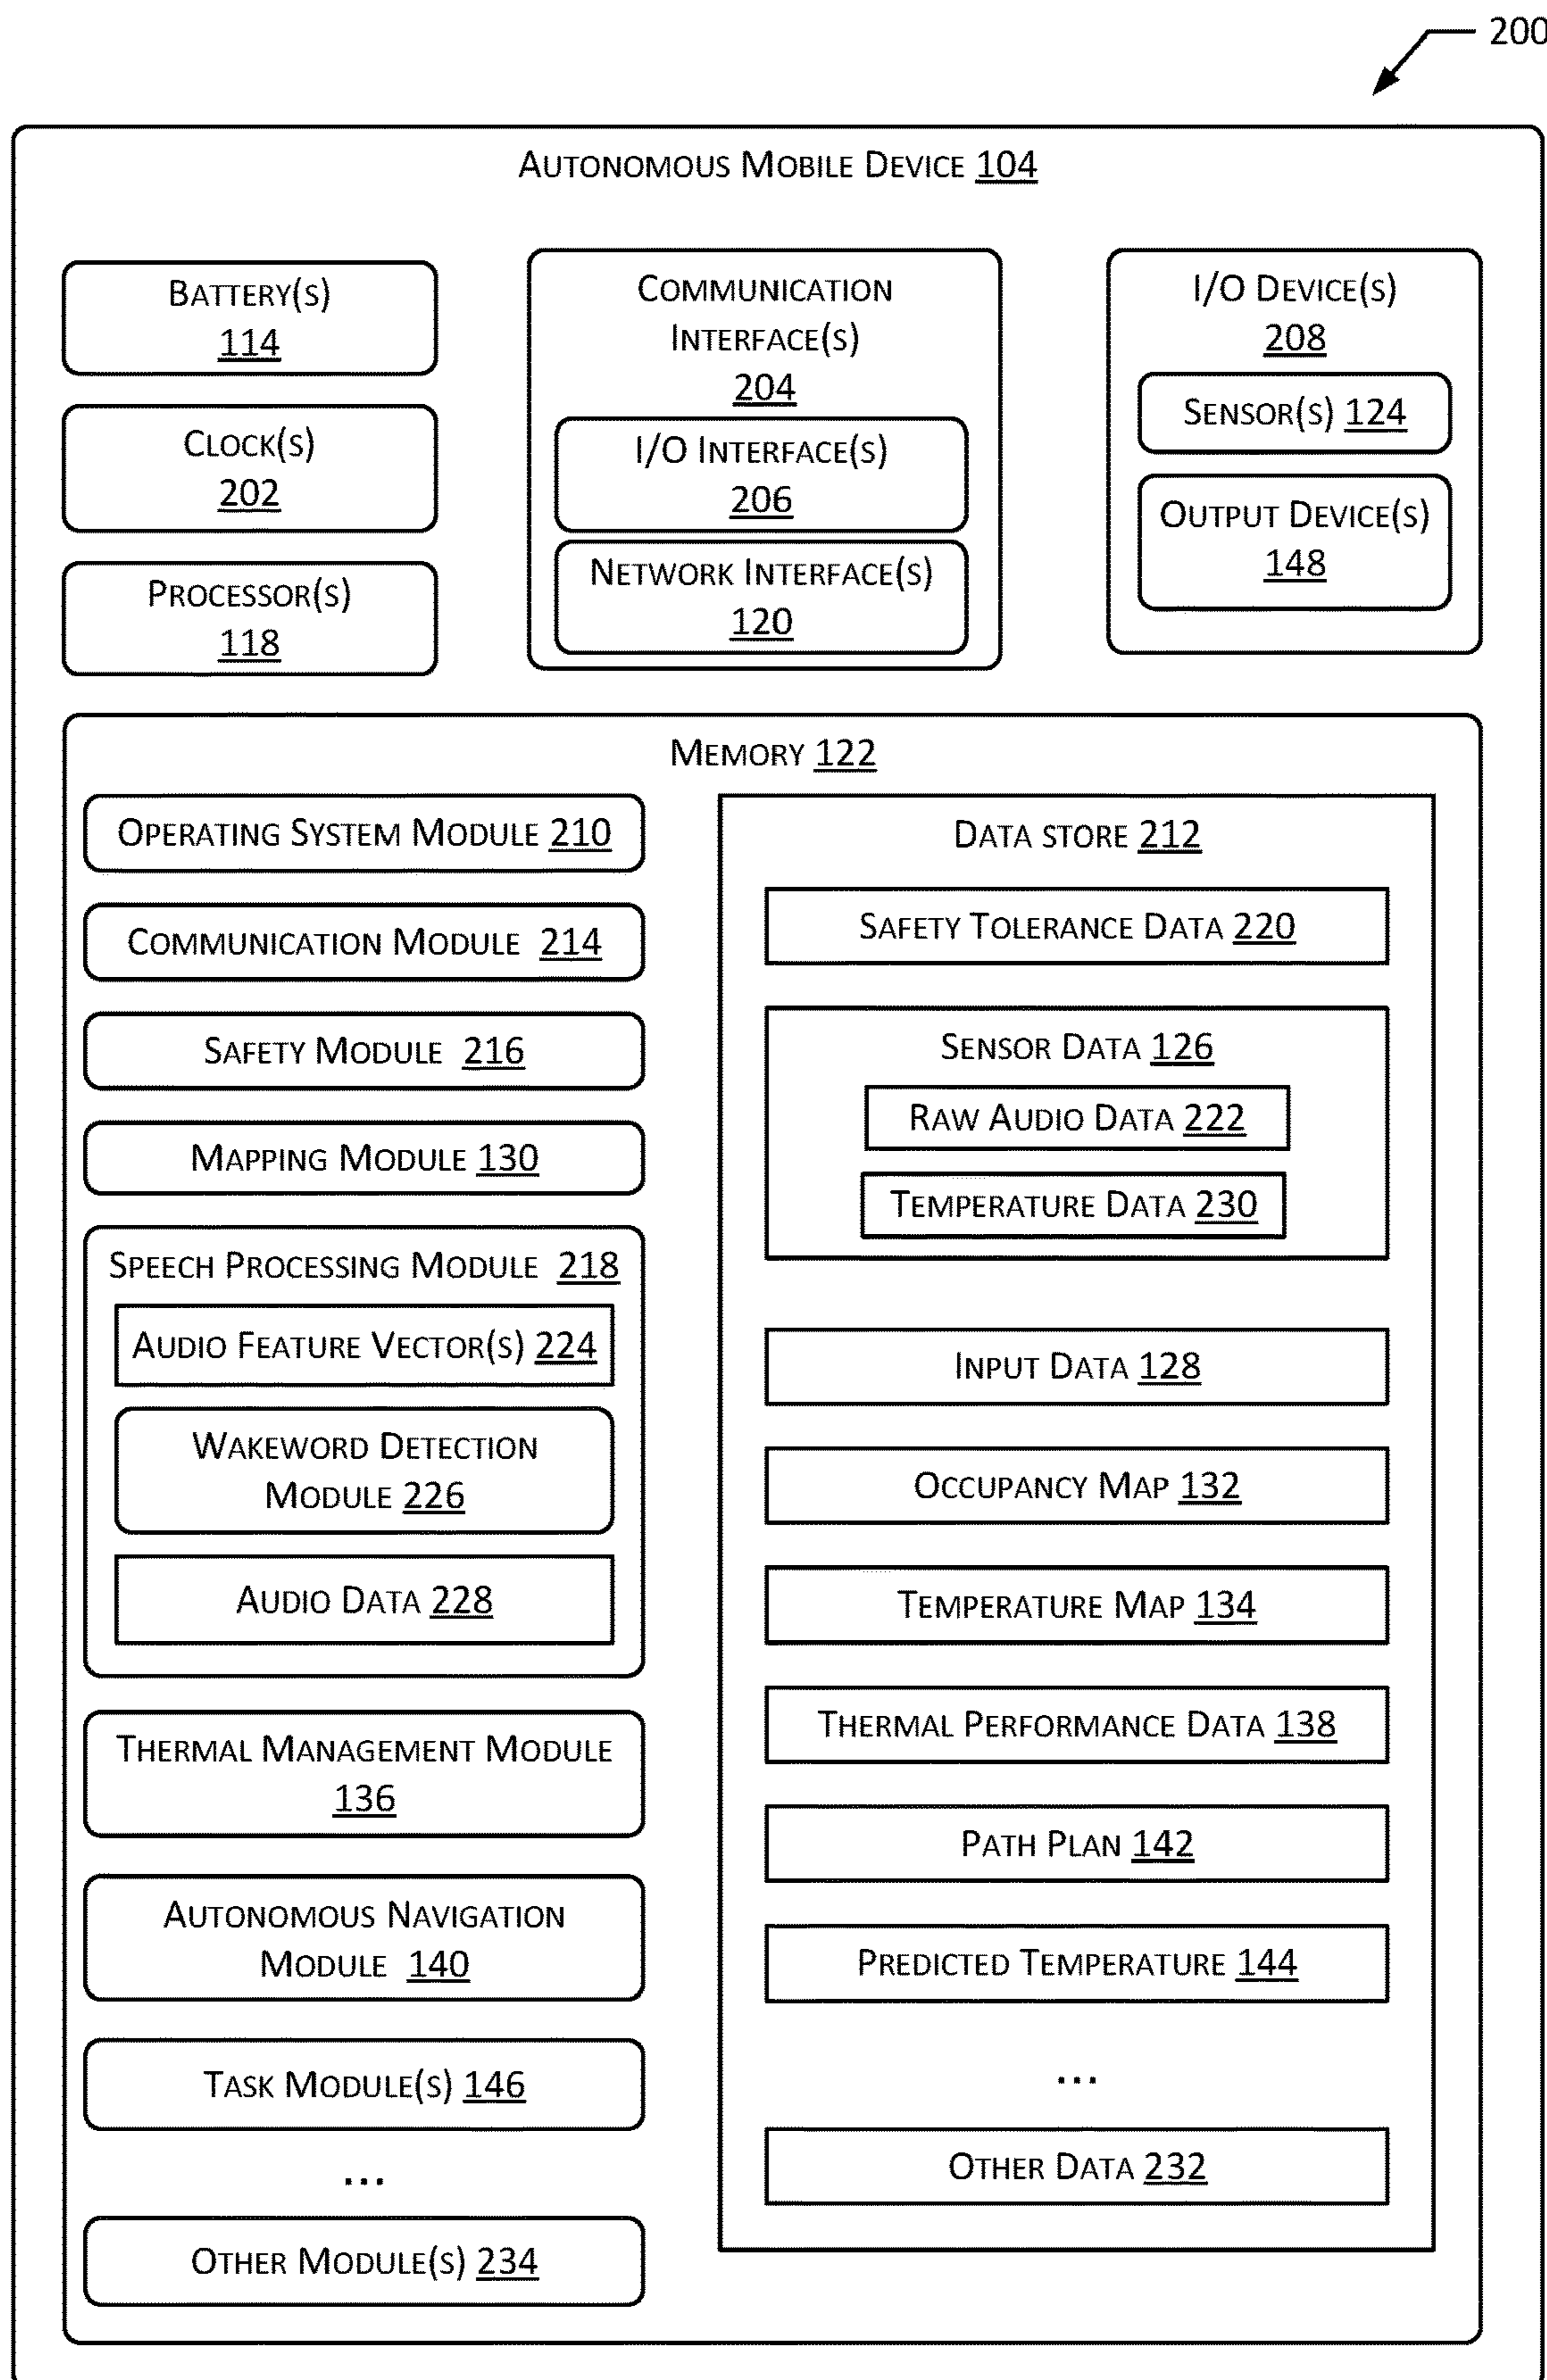 200
AUTONOMOUS MOBILE DEVICE 104
BATTERY(S)
114
CLOCK(S)
202
PROCESSOR(S)
118
COMMUNICATION
INTERFACE(S)
204
I/O INTERFACE(S)
206
NETWORK INTERFACE(S)
120
I/O DEVICE(S)
208
SENSOR(S) 124
OUTPUT DEVICE(S)
148
MEMORY 122
OPERATING SYSTEM MODULE 210
COMMUNICATION MODULE 214
SAFETY MODULE 216
MAPPING MODULE 130
SPEECH PROCESSING MODULE 218
AUDIO FEATURE VECTOR(S) 224
WAKEWORD DETECTION
MODULE 226
AUDIO DATA 228
THERMAL MANAGEMENT MODULE
136
AUTONOMOUS NAVIGATION
MODULE 140
TASK MODULE(S) 146
...
OTHER MODULE(S) 234
DATA STORE 212
SAFETY TOLERANCE DATA 220
SENSOR DATA 126
RAW AUDIO DATA 222
TEMPERATURE DATA 230
INPUT DATA 128
OCCUPANCY MAP 132
TEMPERATURE MAP 134
THERMAL PERFORMANCE DATA 138
PATH PLAN 142
PREDICTED TEMPERATURE 144
...
OTHER DATA 232